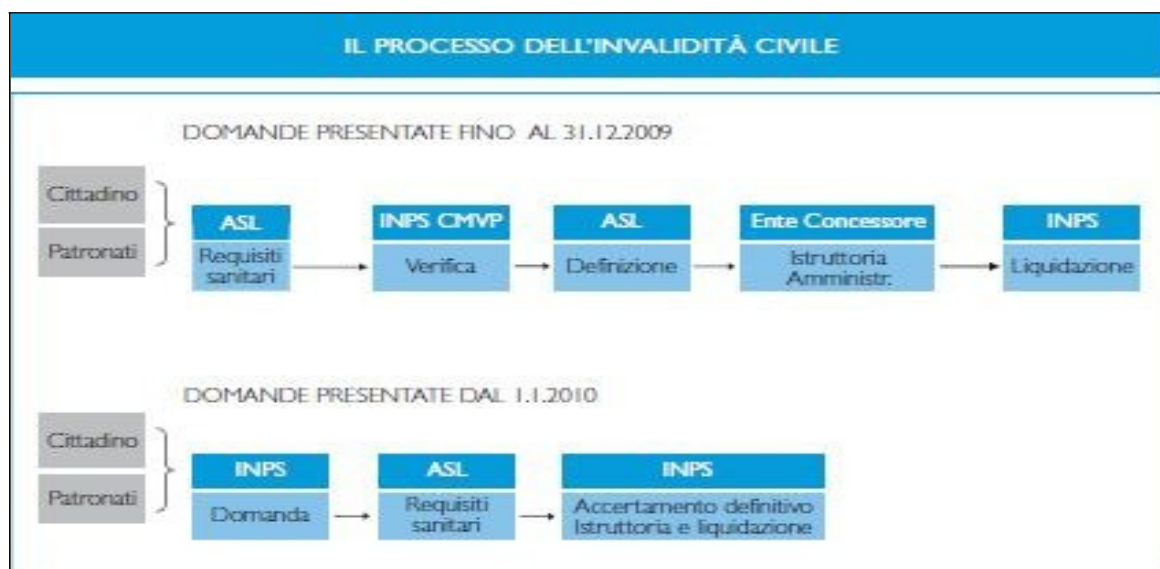 IL PROCESSO DELL'INVALIDITÀ CIVILE
DOMANDE PRESENTATE FINO AL 31.12.2009
Cittadino
Patronati
ASL
Requisiti
sanitari
INPS CMVP
Verifica
ASL
Definizione
Ente Concessore
Istruttoria
Amministr.
INPS
Liquidazione
DOMANDE PRESENTATE DAL 1.1.2010
Cittadino
Patronati
INPS
Domanda
ASL
Requisiti
sanitari
INPS
Accertamento definitivo
Istruttoria e liquidazione